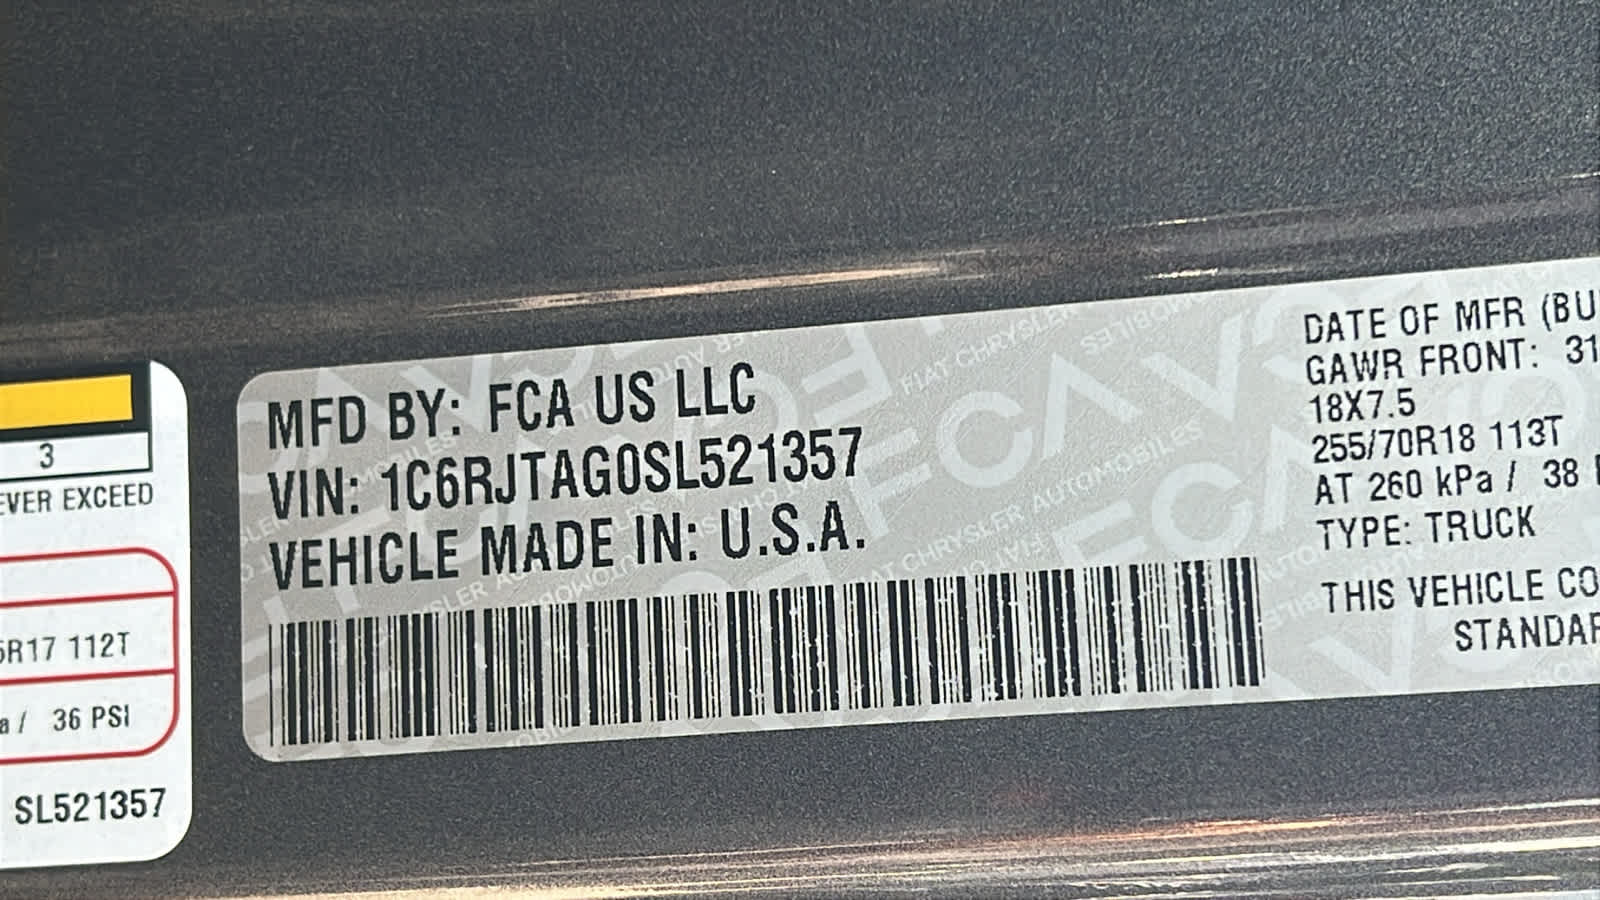 3
EVER EXCEED
5R17 112T
a / 36 PSI
SL521357
MFD BY: FCA US LLC
VIN: 1C6RJTAG0SL521357
VEHICLE MADE IN: U.S.A.
DATE OF MFR (BU
GAWR FRONT: 31
18X7.5
255/70R18 113T
AT 260 kPa / 38
TYPE: TRUCK
THIS VEHICLE CO
STANDAR